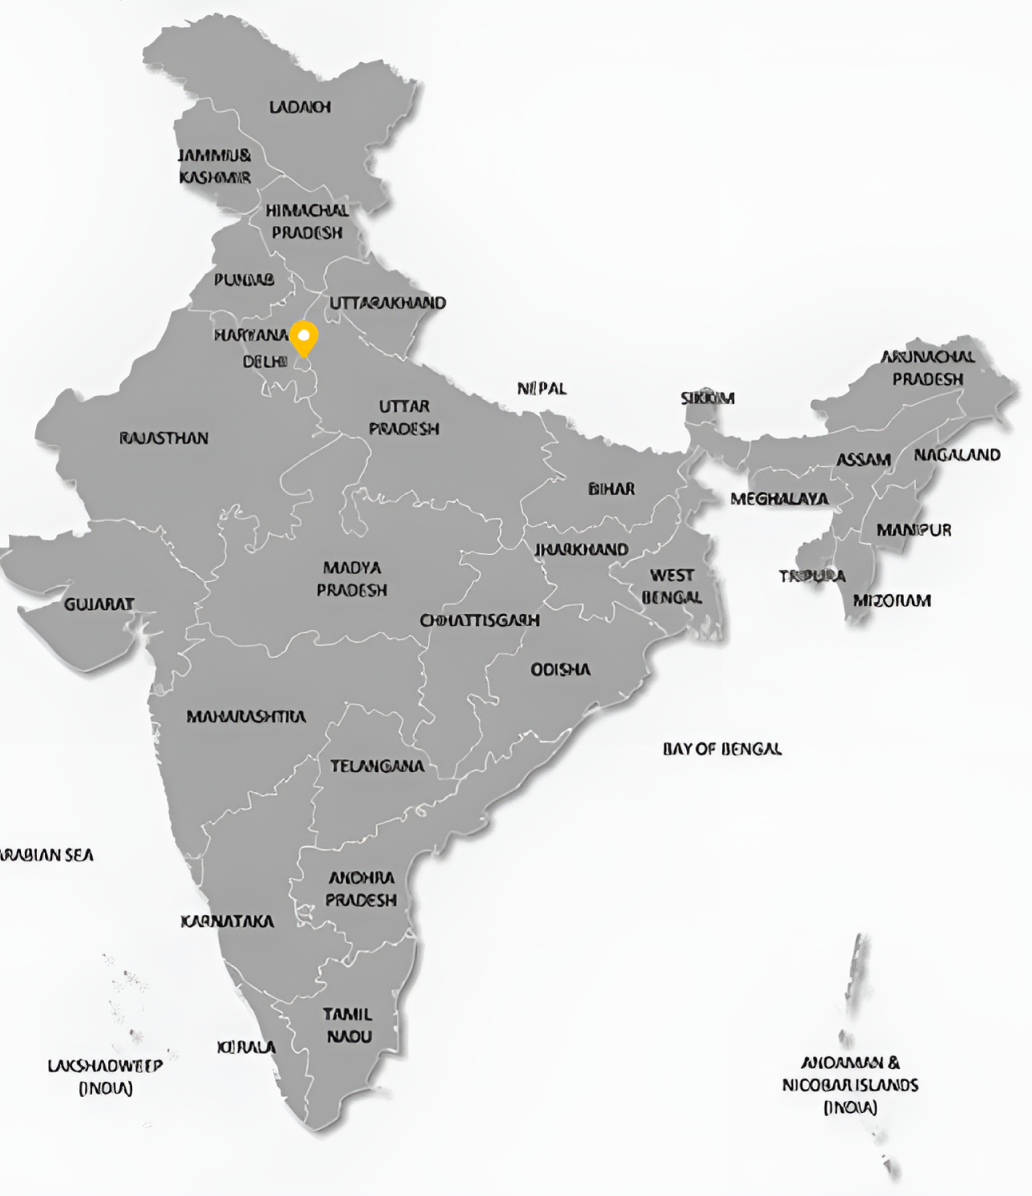 LADAKH
JAMMU &
KASHMIR
HIMACHAL
PRADESH
PUNJAB
UTTARAKHAND
HARYANA
DELHI
ARUNACHAL
PRADESH
NEPAL
SIKKIM
UTTAR
PRADESH
RAJASTHAN
ASSAM
NAGALAND
BIHAR
MEGHALAYA
MANIPUR
JHARKHAND
MADYA
PRADESH
WEST
BENGAL
TRIPURA
MIZORAM
GUJARAT
CHHATTISGARH
ODISHA
MAHARASHTRA
BAY OF BENGAL
TELANGANA
ARABIAN SEA
ANDHRA
PRADESH
KARNATAKA
TAMIL
NADU
KERALA
LAKSHADWEEP
(INDIA)
ANDAMAN &
NICOBAR ISLANDS
(INDIA)